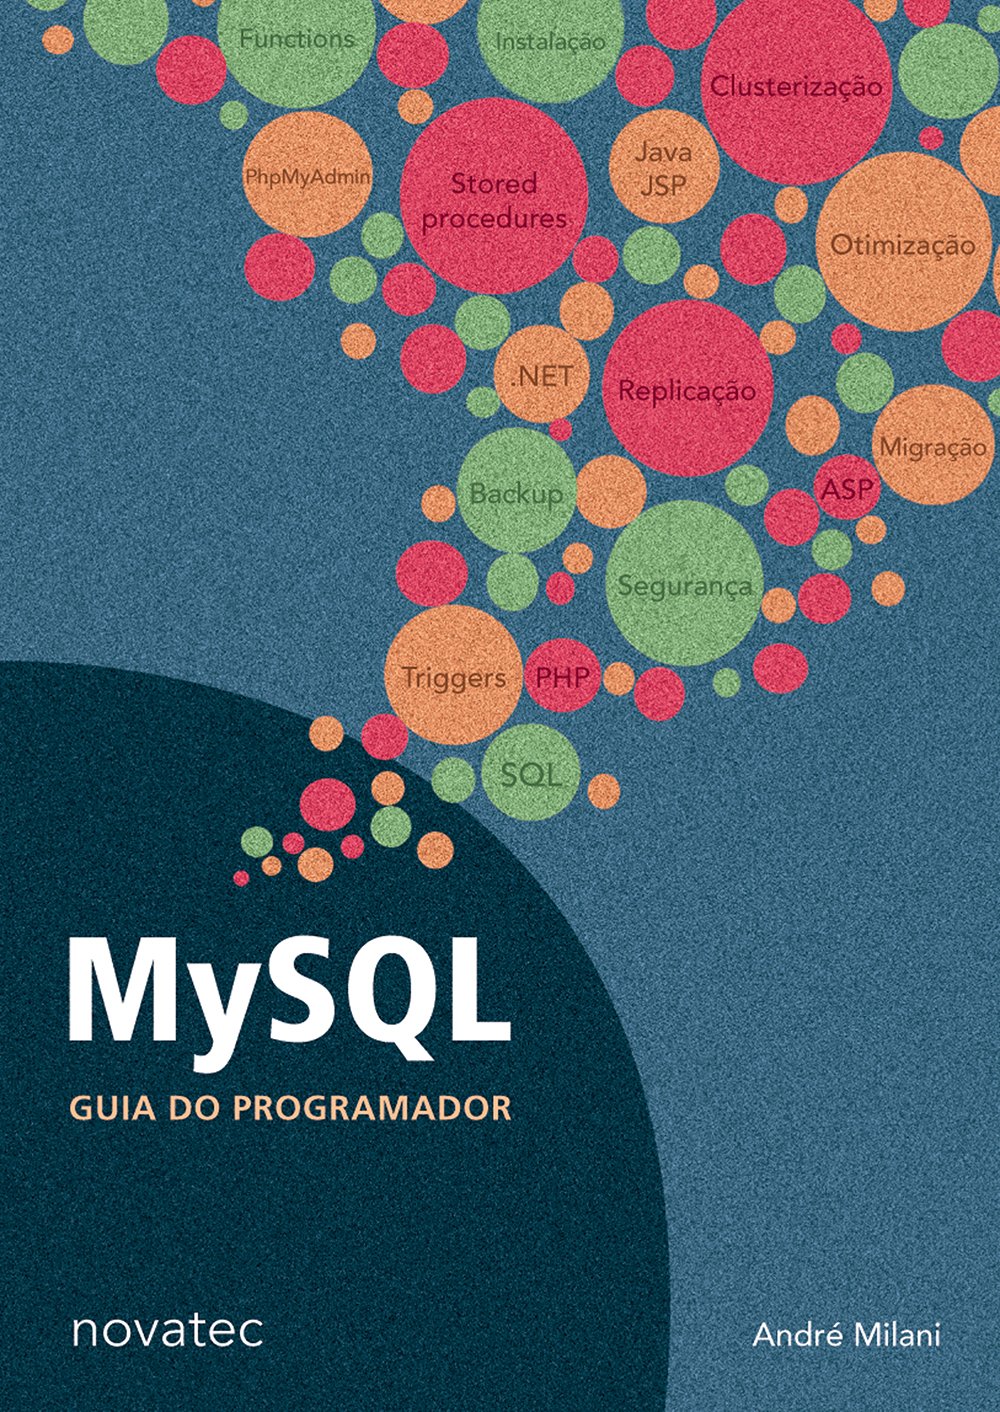 Functions
Instalação
Clusterização
PhpMyAdmin
Stored
procedures
Java
JSP
Otimização
.NET
Replicação
Migração
Backup
ASP
Segurança
Triggers
PHP
SQL
MySQL
GUIA DO PROGRAMADOR
novatec
André Milani